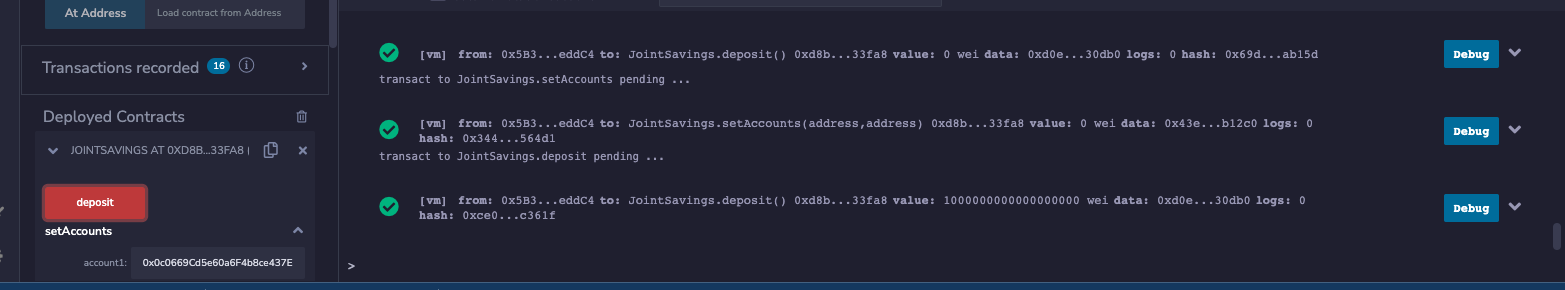 At Address
Load contract from Address
Transactions recorded 16
Deployed Contracts
JOINTSAVINGS AT 0XD8B...33FA8 (
deposit
setAccounts
account1: 0x0c0669Cd5e60a6F4b8ce437E
[vm] from: 0x5B3...eddC4 to: JointSavings.deposit() 0xd8b...33fa8 value: 0 wei data: 0xd0e...30db0 logs: 0 hash: 0x69d...ab15d
Debug
transact to JointSavings.setAccounts pending ...
[vm] from: 0x5B3...eddC4 to: JointSavings.setAccounts(address,address) 0xd8b...33fa8 value: 0 wei data: 0x43e...b12c0 logs: 0
hash: 0x344...564d1
Debug
transact to JointSavings.deposit pending ...
[vm] from: 0x5B3...eddC4 to: JointSavings.deposit() 0xd8b...33fa8 value: 1000000000000000000 wei data: 0xd0e...30db0 logs: 0
hash: 0xce0...c361f
Debug
>